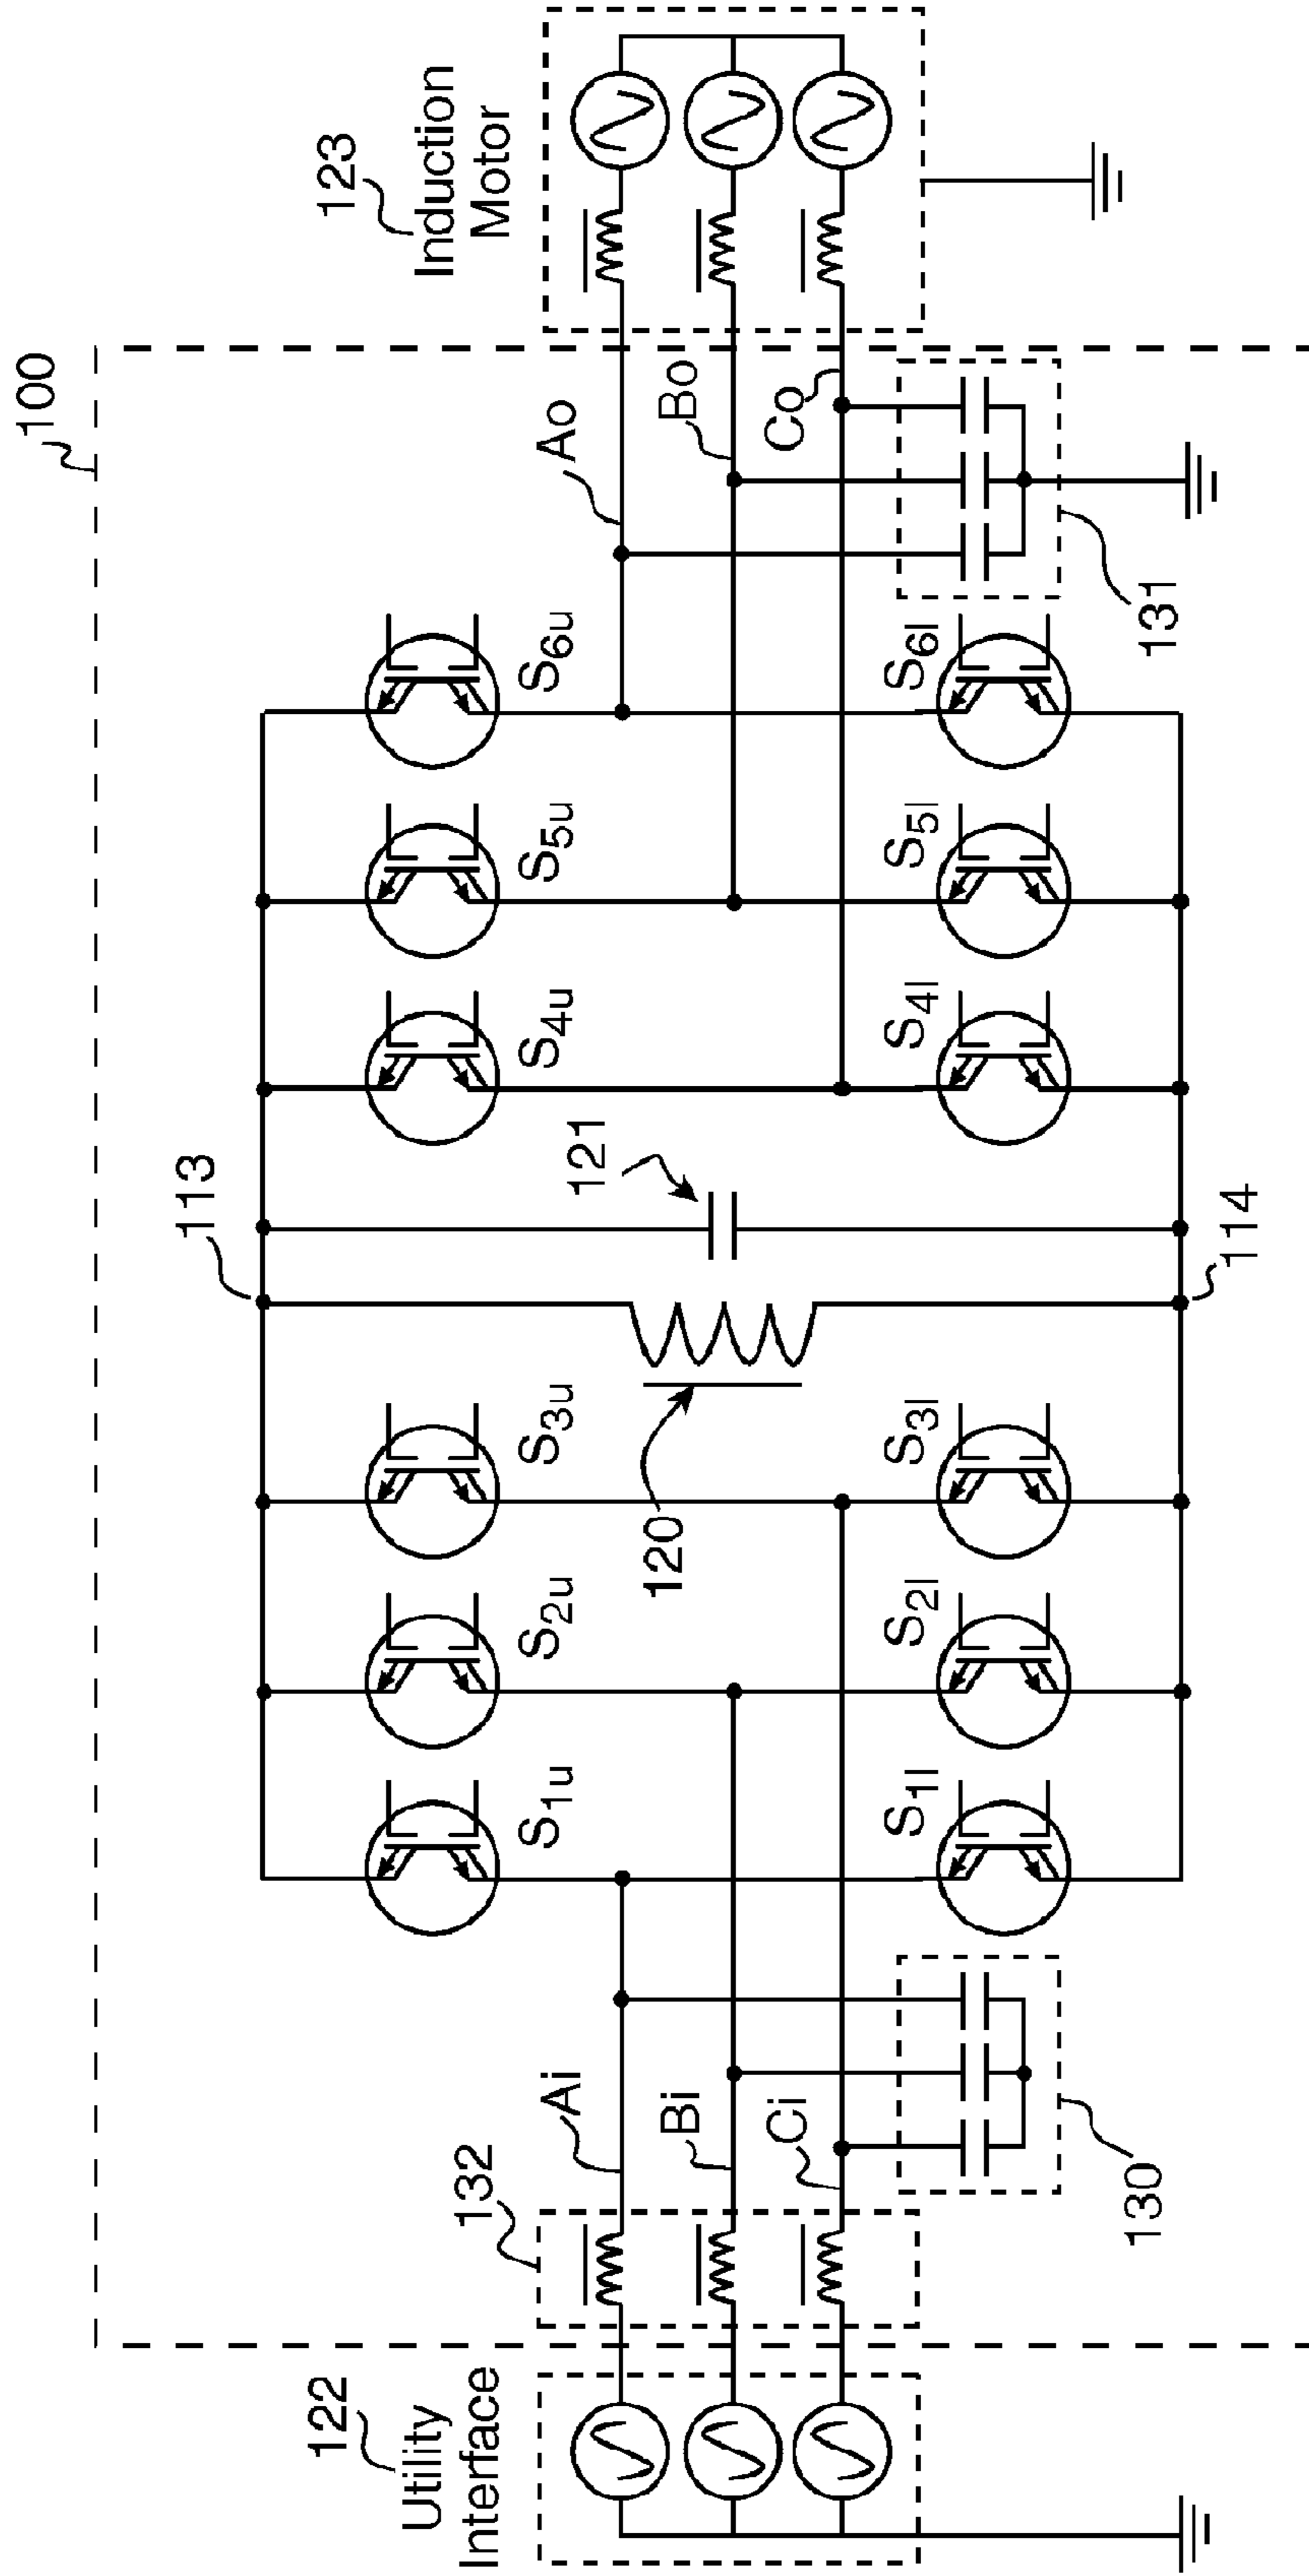 100
122
Utility
Interface
132
Ai
Bi
Ci
130
S1u
S2u
S3u
S1l
S2l
S3l
113
120
121
114
S4u
S5u
S6u
S4l
S5l
S6l
Ao
Bo
Co
131
123
Induction
Motor